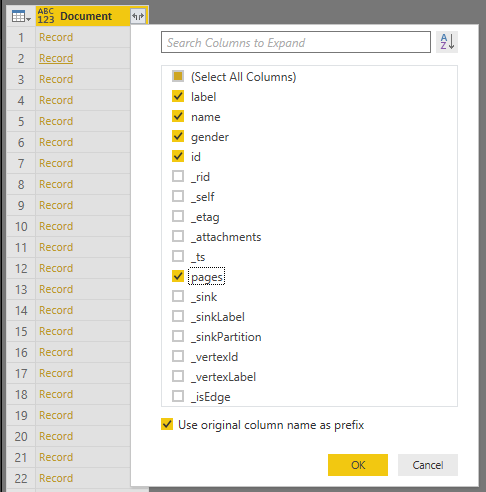 ABC
123 Document
1 Record
2 Record
3 Record
4 Record
5 Record
6 Record
7 Record
8 Record
9 Record
10 Record
11 Record
12 Record
13 Record
14 Record
15 Record
16 Record
17 Record
18 Record
19 Record
20 Record
21 Record
22 Record
Search Columns to Expand
A
Z
(Select All Columns)
label
name
gender
id
_rid
_self
_etag
_attachments
_ts
pages
_sink
_sinkLabel
_sinkPartition
_vertexId
_vertexLabel
_isEdge
Use original column name as prefix
OK Cancel